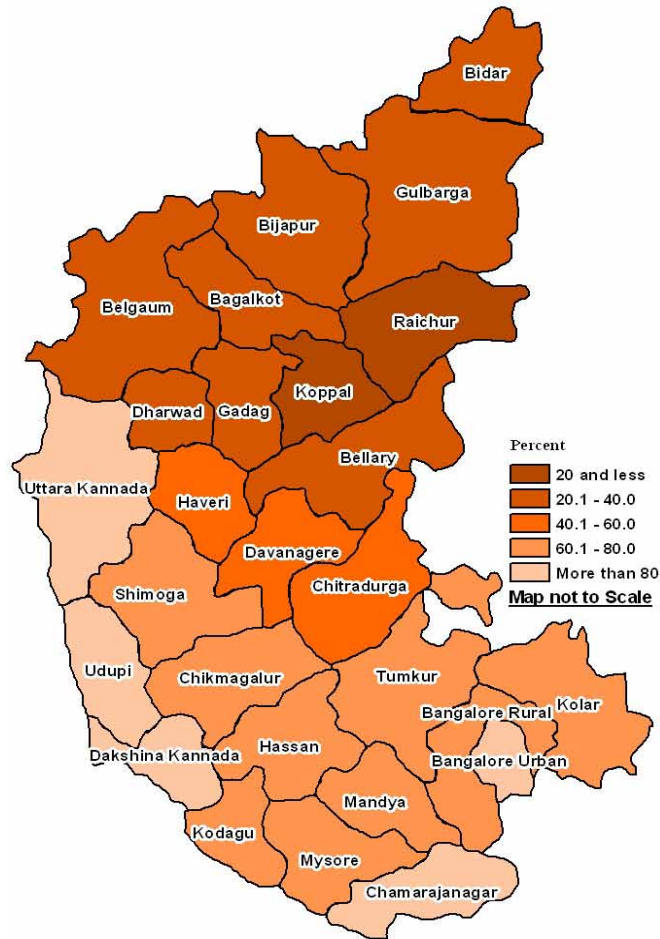 Bidar
Gulbarga
Bijapur
Bagalkot
Belgaum
Raichur
Koppal
Dharwad
Gadag
Bellary
Uttara Kannada
Haveri
Davanagere
Chitradurga
Shimoga
Percent
20 and less
20.1 - 40.0
40.1 - 60.0
60.1 - 80.0
More than 80
Map not to Scale
Udupi
Chikmagalur
Tumkur
Kolar
Bangalore Rural
Dakshina Kannada
Hassan
Bangalore Urban
Mandya
Kodagu
Mysore
Chamarajanagar